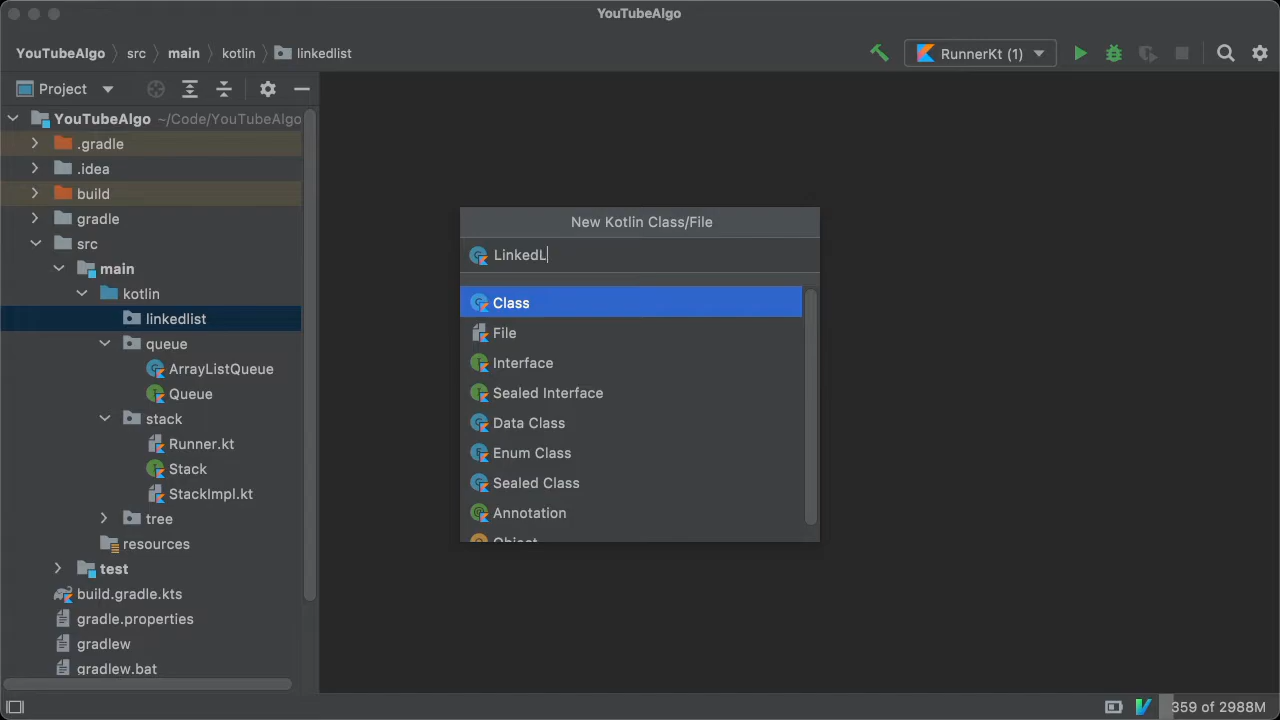 YouTubeAlgo
YouTubeAlgo src main kotlin linkedlist
RunnerKt (1)
Project
YouTubeAlgo ~/Code/YouTubeAlgo
.gradle
.idea
build
gradle
src
main
kotlin
linkedlist
queue
ArrayListQueue
Queue
stack
Runner.kt
Stack
StackImpl.kt
tree
resources
test
build.gradle.kts
gradle.properties
gradlew
gradlew.bat
New Kotlin Class/File
LinkedL
Class
File
Interface
Sealed Interface
Data Class
Enum Class
Sealed Class
Annotation
Object
359 of 2988M